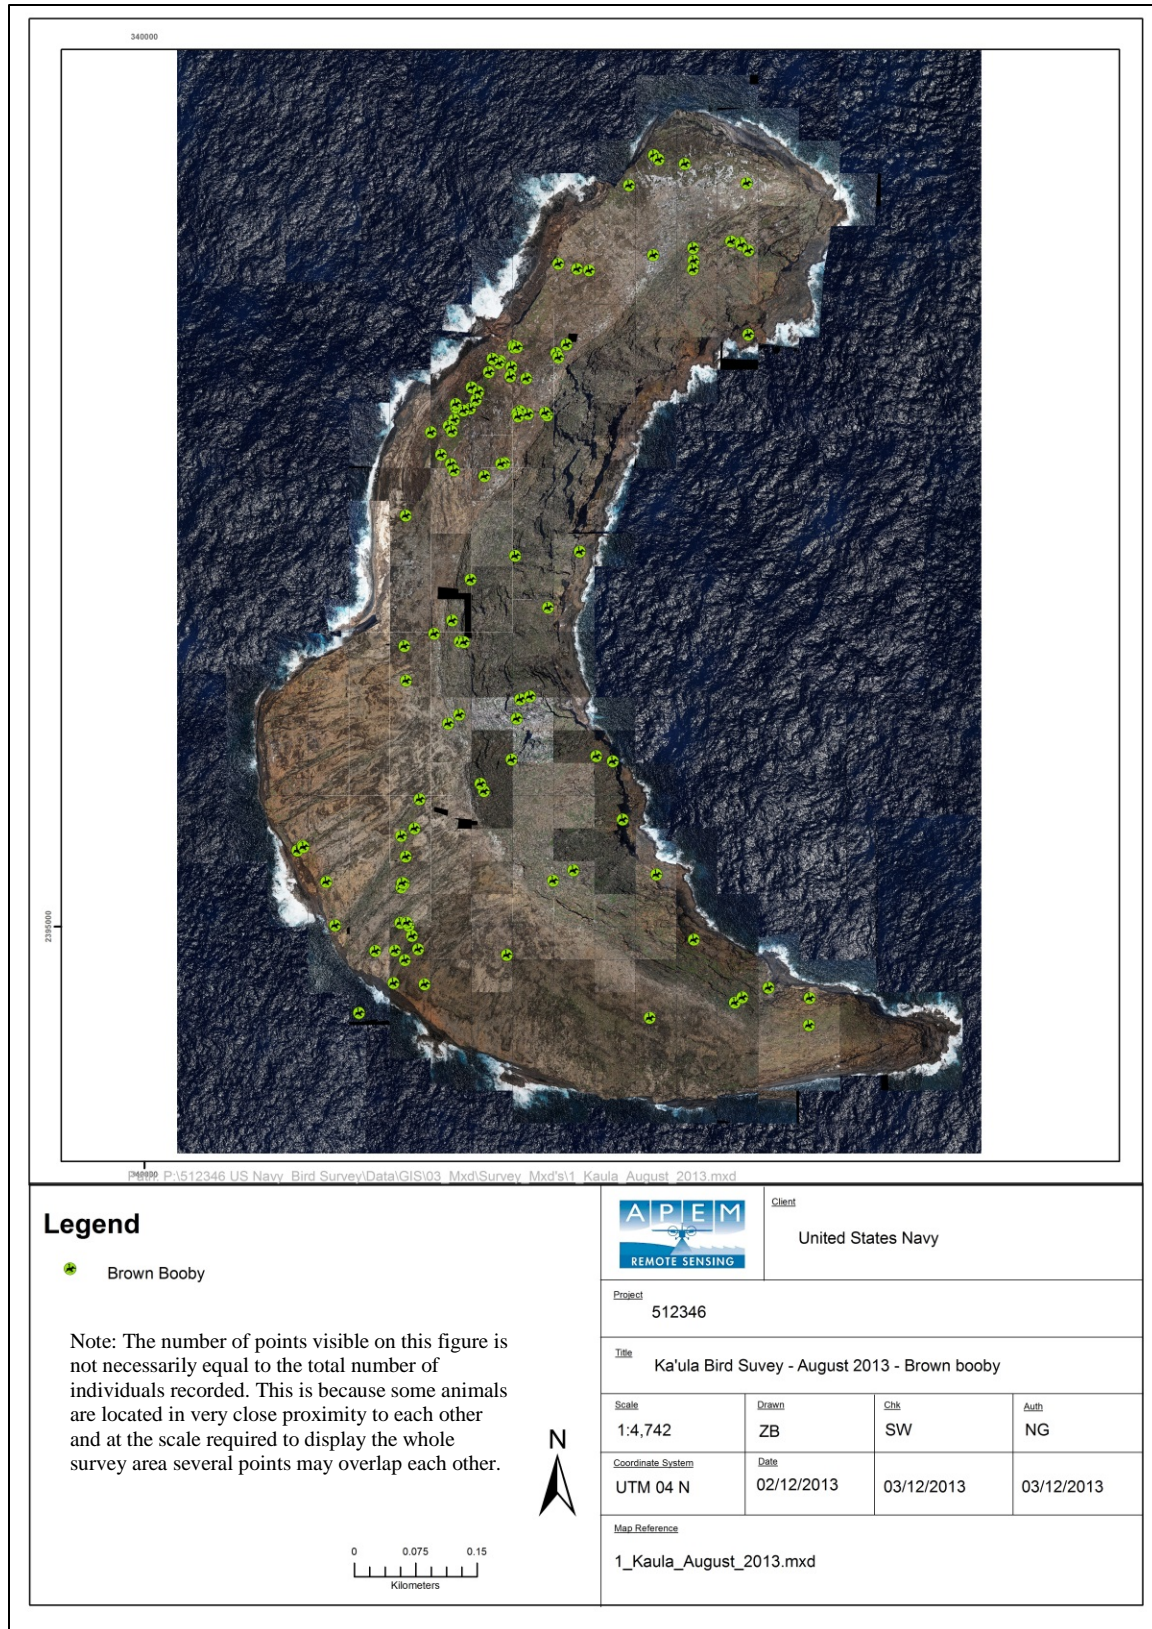 340000
2395000
340000
Path: P:\512346 US Navy_Bird Survey\Data\GIS\03_Mxd\Survey_Mxd's\1_Kaula_August_2013.mxd
Legend
Brown Booby
Note: The number of points visible on this figure is
not necessarily equal to the total number of
individuals recorded. This is because some animals
are located in very close proximity to each other
and at the scale required to display the whole
survey area several points may overlap each other.
N
0 0.075 0.15
Kilometers
APEM
REMOTE SENSING
Client
United States Navy
Project
512346
Title
Ka'ula Bird Suvey - August 2013 - Brown booby
Scale
1:4,742
Drawn
ZB
Chk
SW
Auth
NG
Coordinate System
UTM 04 N
Date
02/12/2013
03/12/2013
03/12/2013
Map Reference
1_Kaula_August_2013.mxd